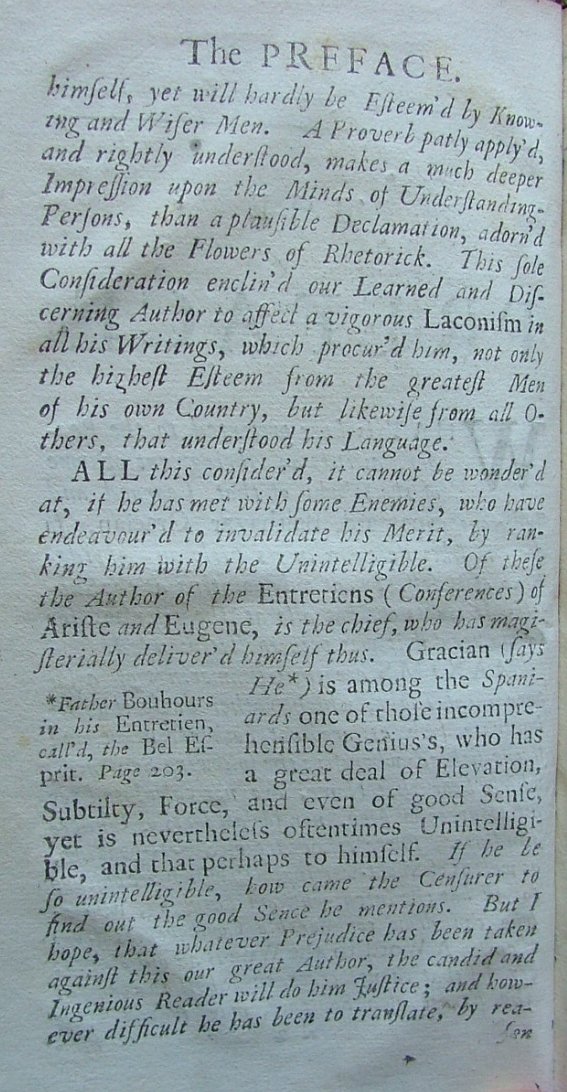 The PREFACE.
himſelf, yet will hardly be Eſteem'd by Know-
ing and Wiſer Men. A Proverb patly apply'd,
and rightly underſtood, makes a much deeper
Impreſſion upon the Minds of Underſtanding-
Perſons, than a plauſible Declamation, adorn'd
with all the Flowers of Rhetorick. This ſole
Conſideration enclin'd our Learned and Diſ-
cerning Author to affect a vigorous Laconiſm in
all his Writings, which procur'd him, not only
the higheſt Eſteem from the greateſt Men
of his own Country, but likewiſe from all O-
thers, that underſtood his Language.
ALL this conſider'd, it cannot be wonder'd
at, if he has met with ſome Enemies, who have
endeavour'd to invalidate his Merit, by ran-
king him with the Unintelligible. Of theſe
the Author of the Entretiens (Conferences) of
Ariſte and Eugene, is the chief, who has magi-
ſterially deliver'd himſelf thus. Gracian (ſays
He*) is among the Spani-
ards one of thoſe incompre-
henſible Genius's, who has
a great deal of Elevation,
*Father Bouhours
in his Entretien,
call'd, the Bel Eſ-
prit. Page 203.
Subtilty, Force, and even of good Senſe,
yet is nevertheleſs oftentimes Unintelligi-
ble, and that perhaps to himſelf. If he be
ſo unintelligible, how came the Cenſurer to
find out the good Sence he mentions. But I
hope, that whatever Prejudice has been taken
againſt this our great Author, the candid and
Ingenious Reader will do him Juſtice; and how-
ever difficult he has been to tranſlate, by rea-
ſon